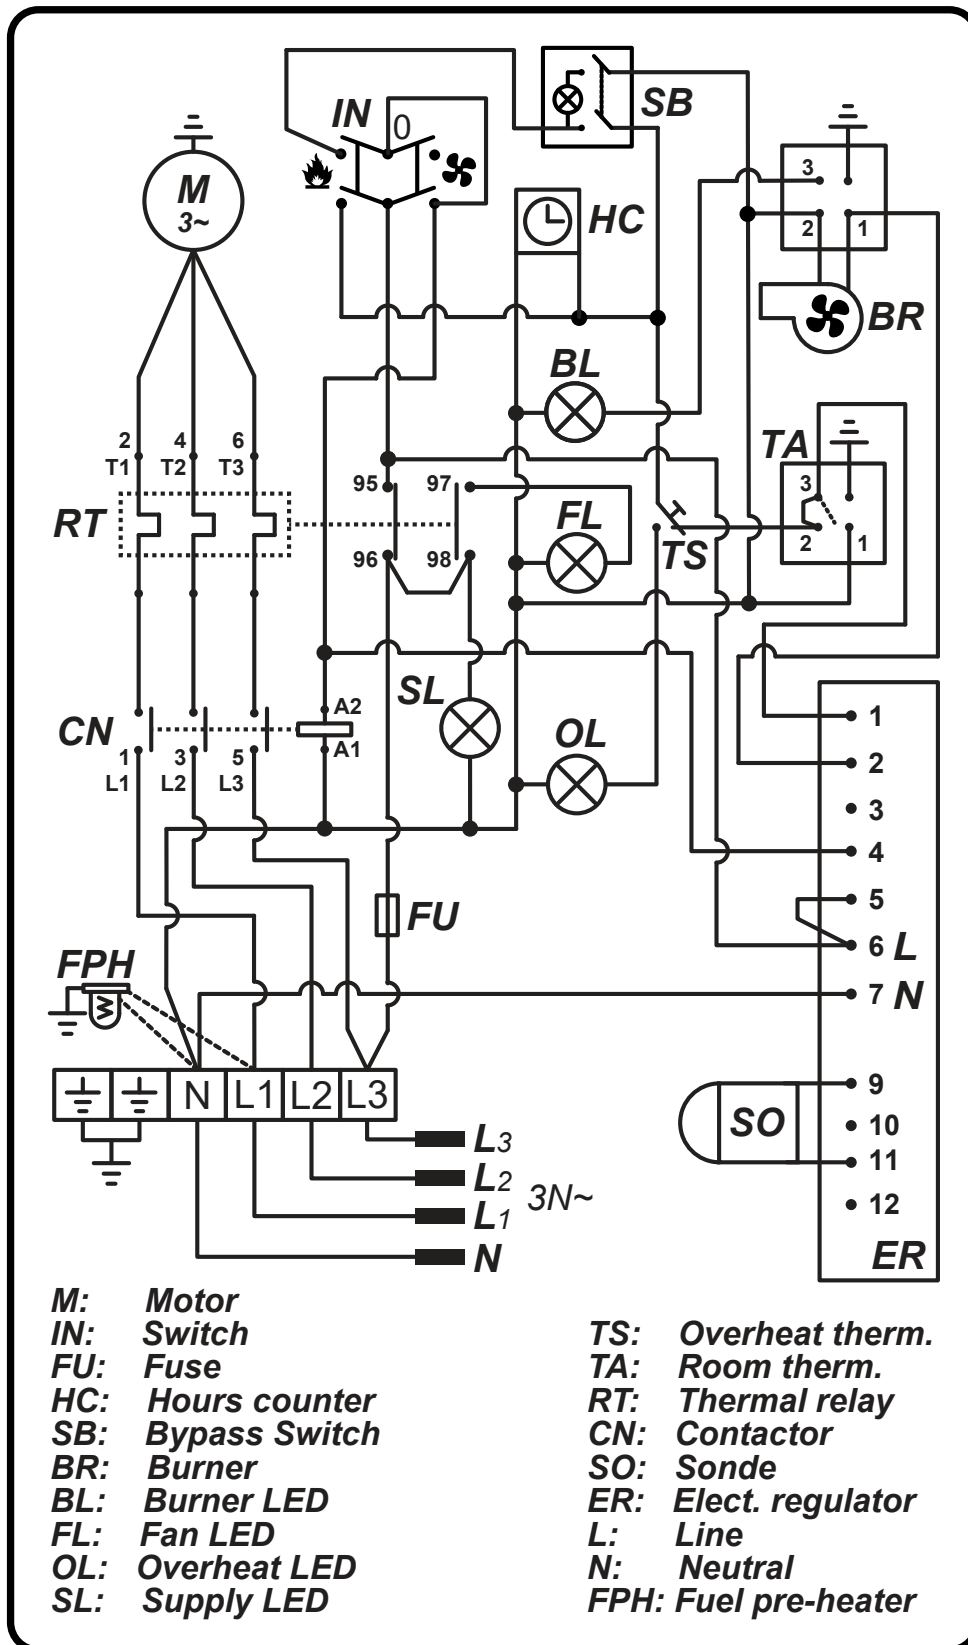 IN
0
SB
M
3~
HC
3
2
1
BR
BL
TA
2
4
6
T1
T2
T3
95
97
3
RT
FL
TS
2
1
96
98
SL
A2
CN
OL
1
3
5
A1
L1
L2
L3
1
2
3
4
5
FU
6 L
FPH
7 N
N
L1
L2
L3
9
SO
10
11
L3
L2
3N~
12
L1
N
ER
M: Motor
IN: Switch
FU: Fuse
HC: Hours counter
SB: Bypass Switch
BR: Burner
BL: Burner LED
FL: Fan LED
OL: Overheat LED
SL: Supply LED
TS: Overheat therm.
TA: Room therm.
RT: Thermal relay
CN: Contactor
SO: Sonde
ER: Elect. regulator
L: Line
N: Neutral
FPH: Fuel pre-heater